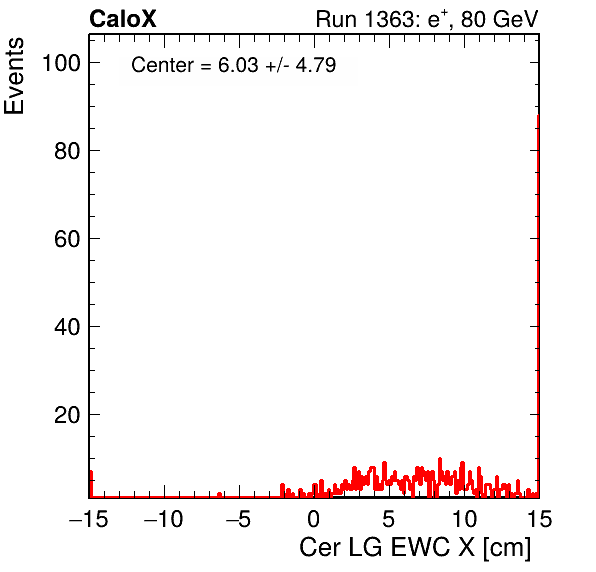 CaloX Run 1363: e⁺, 80 GeV
Center = 6.03 +/- 4.79
Events
100
80
60
40
20
−15 −10 −5 0 5 10 15
Cer LG EWC X [cm]